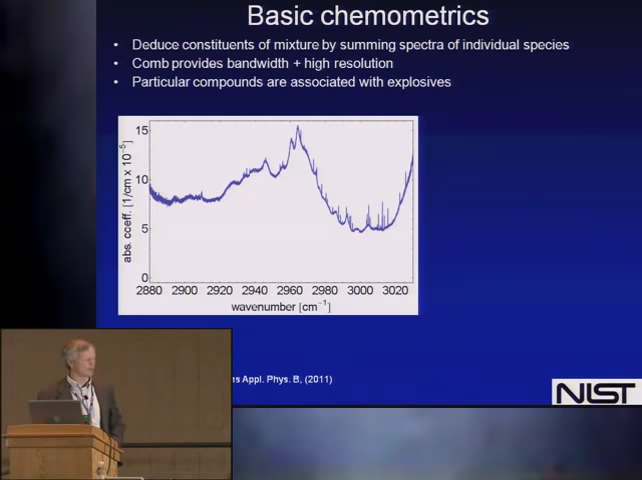 Basic chemometrics
• Deduce constituents of mixture by summing spectra of individual species
• Comb provides bandwidth + high resolution
• Particular compounds are associated with explosives
abs. coeff. [1/cm x 10⁻⁵]
15
10
5
0
2880 2900 2920 2940 2960 2980 3000 3020
wavenumber [cm⁻¹]
Appl. Phys. B, (2011)
NIST